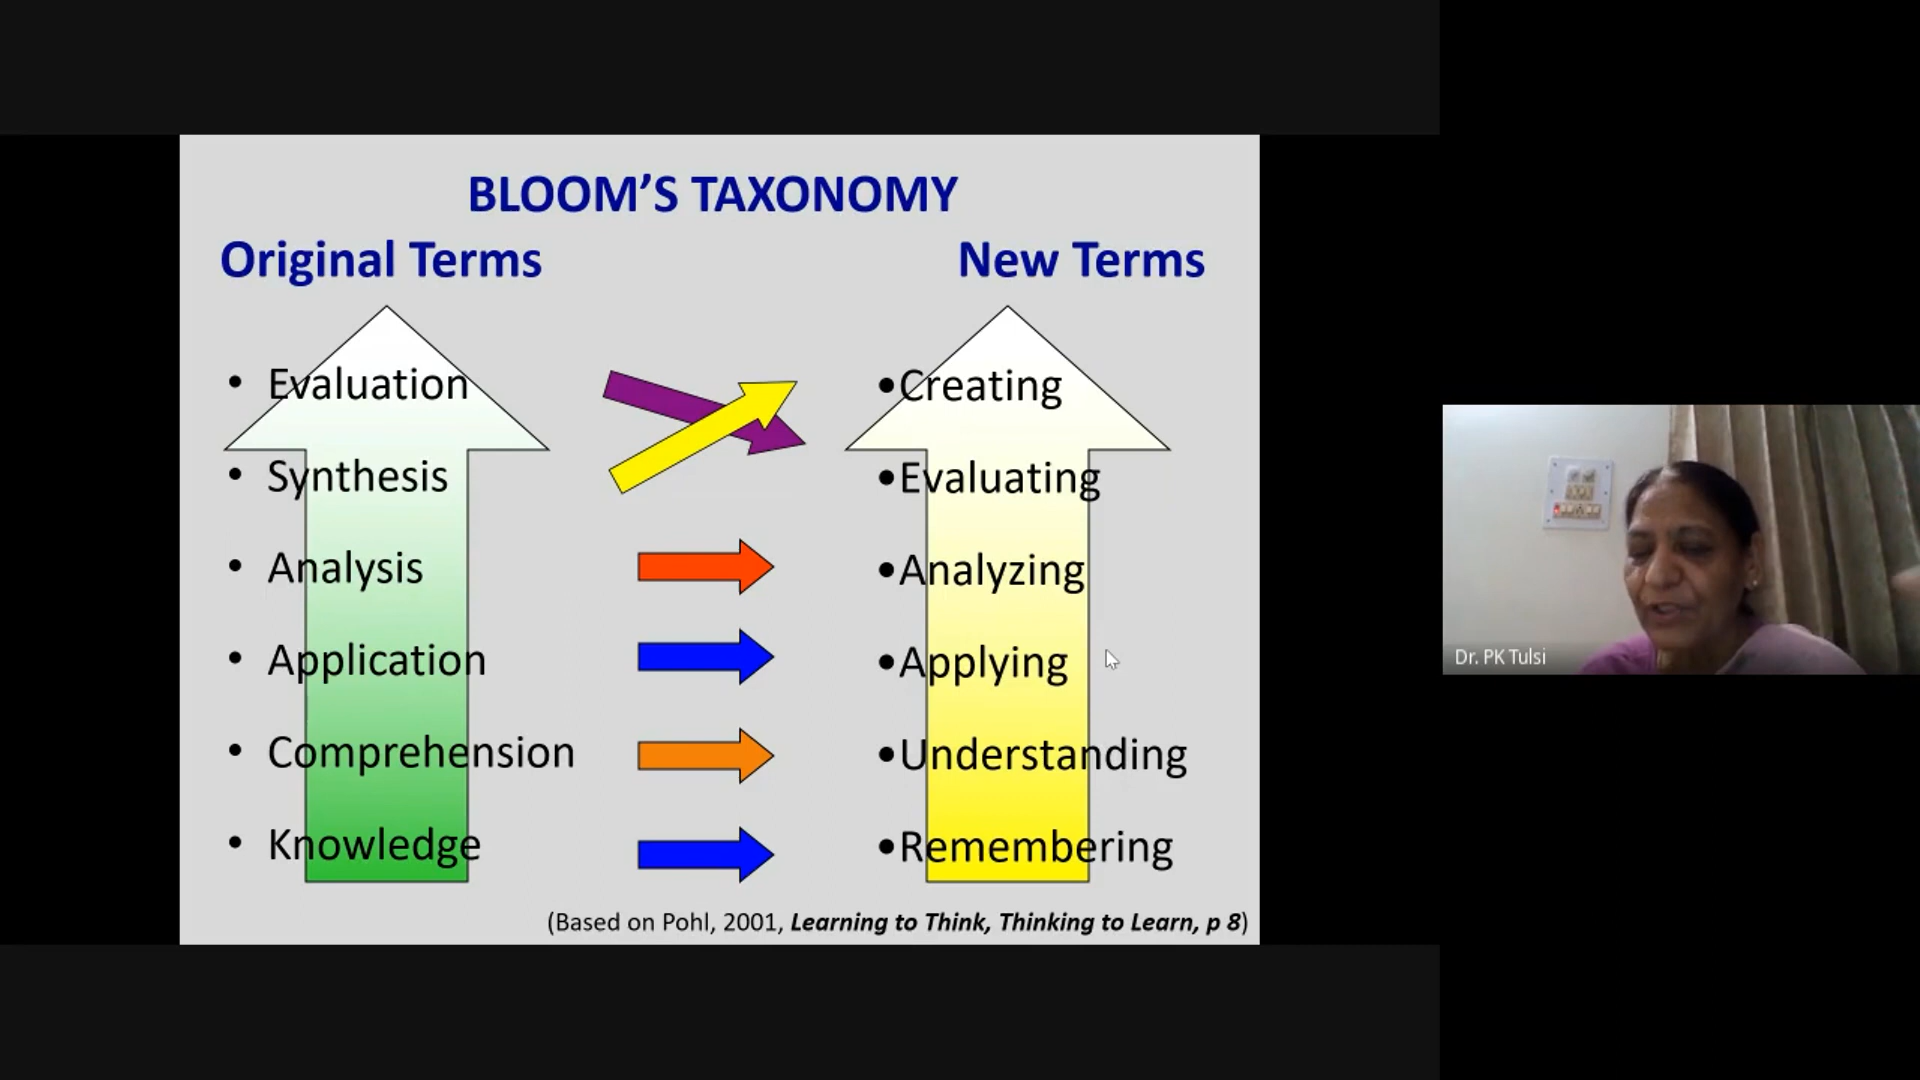 BLOOM’S TAXONOMY
Original Terms
New Terms
• Evaluation
• Synthesis
• Analysis
• Application
• Comprehension
• Knowledge
•Creating
•Evaluating
•Analyzing
•Applying
•Understanding
•Remembering
(Based on Pohl, 2001, Learning to Think, Thinking to Learn, p 8)
Dr. PK Tulsi